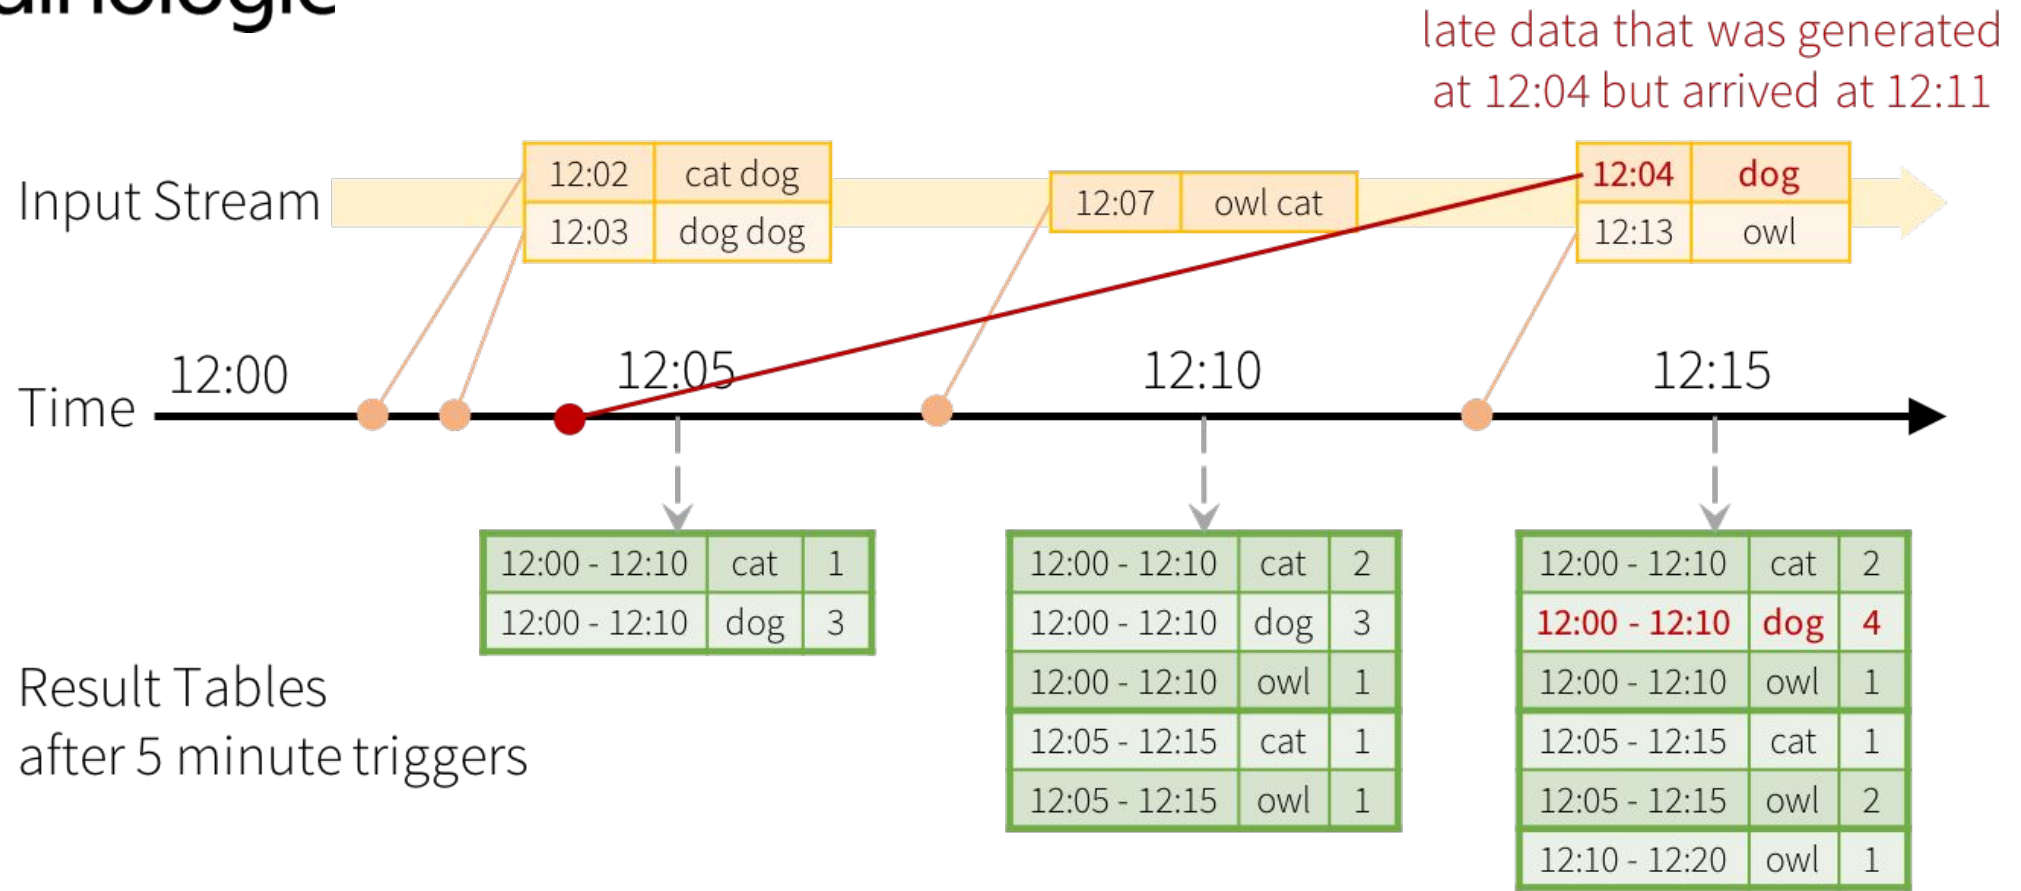 late data that was generated
at 12:04 but arrived at 12:11
Input Stream
12:02 cat dog
12:03 dog dog
12:07 owl cat
12:04 dog
12:13 owl
Time
12:00 12:05 12:10 12:15
12:00 - 12:10 cat 1
12:00 - 12:10 dog 3
12:00 - 12:10 cat 2
12:00 - 12:10 dog 3
12:00 - 12:10 owl 1
12:05 - 12:15 cat 1
12:05 - 12:15 owl 1
12:00 - 12:10 cat 2
12:00 - 12:10 dog 4
12:00 - 12:10 owl 1
12:05 - 12:15 cat 1
12:05 - 12:15 owl 2
12:10 - 12:20 owl 1
Result Tables
after 5 minute triggers